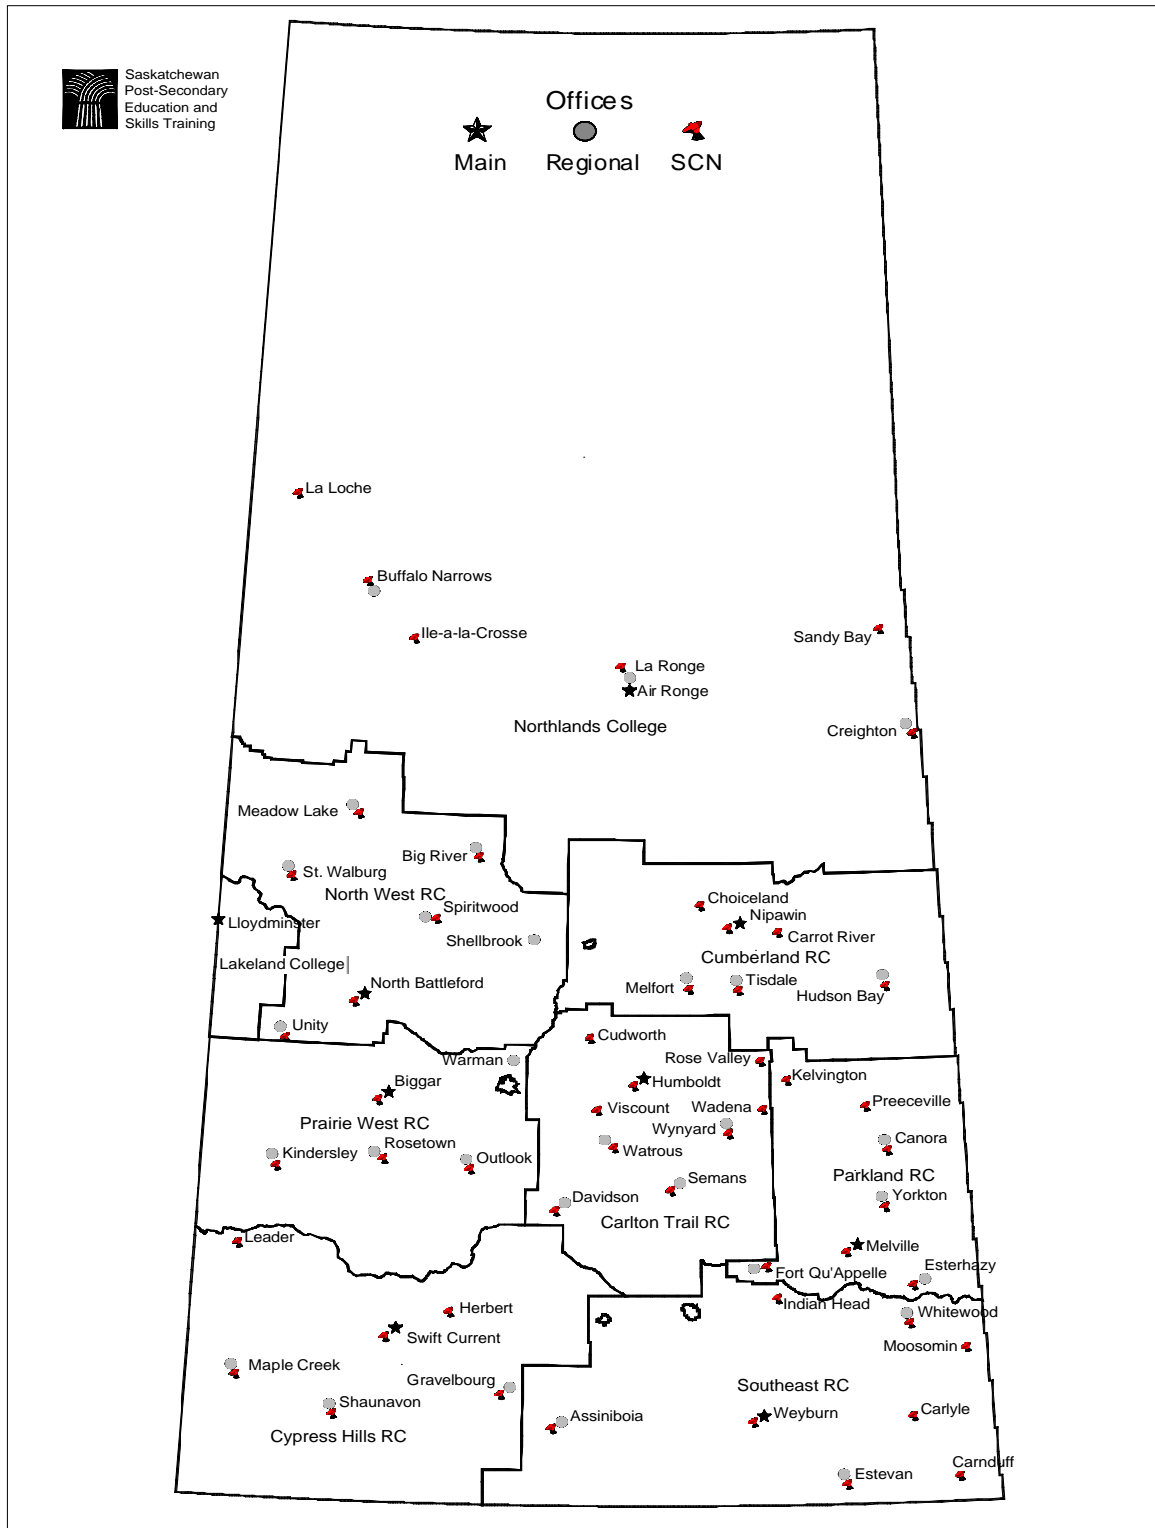 Saskatchewan
Post-Secondary
Education and
Skills Training
Offices
Main Regional SCN
La Loche
Buffalo Narrows
Ile-a-la-Crosse
Sandy Bay
La Ronge
Air Ronge
Northlands College
Creighton
Meadow Lake
Big River
St. Walburg
North West RC
Spiritwood
Shellbrook
Lloydminster
Lakeland College
North Battleford
Unity
Choiceland
Nipawin
Carrot River
Cumberland RC
Melfort
Tisdale
Hudson Bay
Warman
Biggar
Prairie West RC
Kindersley
Rosetown
Outlook
Cudworth
Rose Valley
Humboldt
Viscount
Wadena
Wynyard
Watrous
Semans
Davidson
Carlton Trail RC
Kelvington
Preeceville
Canora
Parkland RC
Yorkton
Melville
Esterhazy
Fort Qu'Appelle
Leader
Herbert
Swift Current
Maple Creek
Gravelbourg
Shaunavon
Cypress Hills RC
Indian Head
Whitewood
Moosomin
Southeast RC
Assiniboia
Weyburn
Carlyle
Carnduff
Estevan